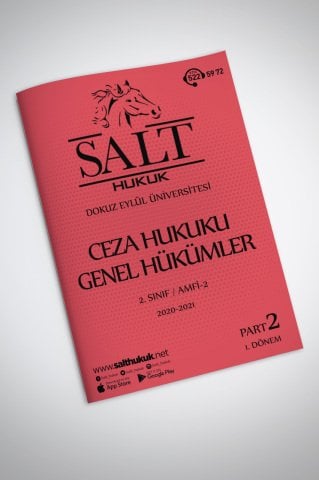 522 59 72
SALT
HUKUK
DOKUZ EYLÜL ÜNİVERSİTESİ
CEZA HUKUKU
GENEL HÜKÜMLER
2. SINIF / AMFİ-2
2020-2021
PART 2
1. DÖNEM
www.salthukuk.net
App Store
Google Play